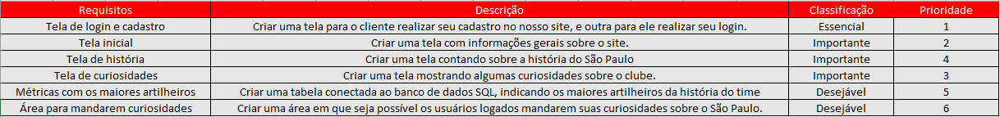 Requisitos Descrição Classificação Prioridade
Tela de login e cadastro Criar uma tela para o cliente realizar seu cadastro no nosso site, e outra para ele realizar seu login. Essencial 1
Tela inicial Criar uma tela com informações gerais sobre o site. Importante 2
Tela de história Criar uma tela contando sobre a história do São Paulo Importante 4
Tela de curiosidades Criar uma tela mostrando algumas curiosidades sobre o clube. Importante 3
Métricas com os maiores artilheiros Criar uma tabela conectada ao banco de dados SQL, indicando os maiores artilheiros da história do time Desejável 5
Área para mandarem curiosidades Criar uma área em que seja possível os usuários logados mandarem suas curiosidades sobre o São Paulo. Desejável 6